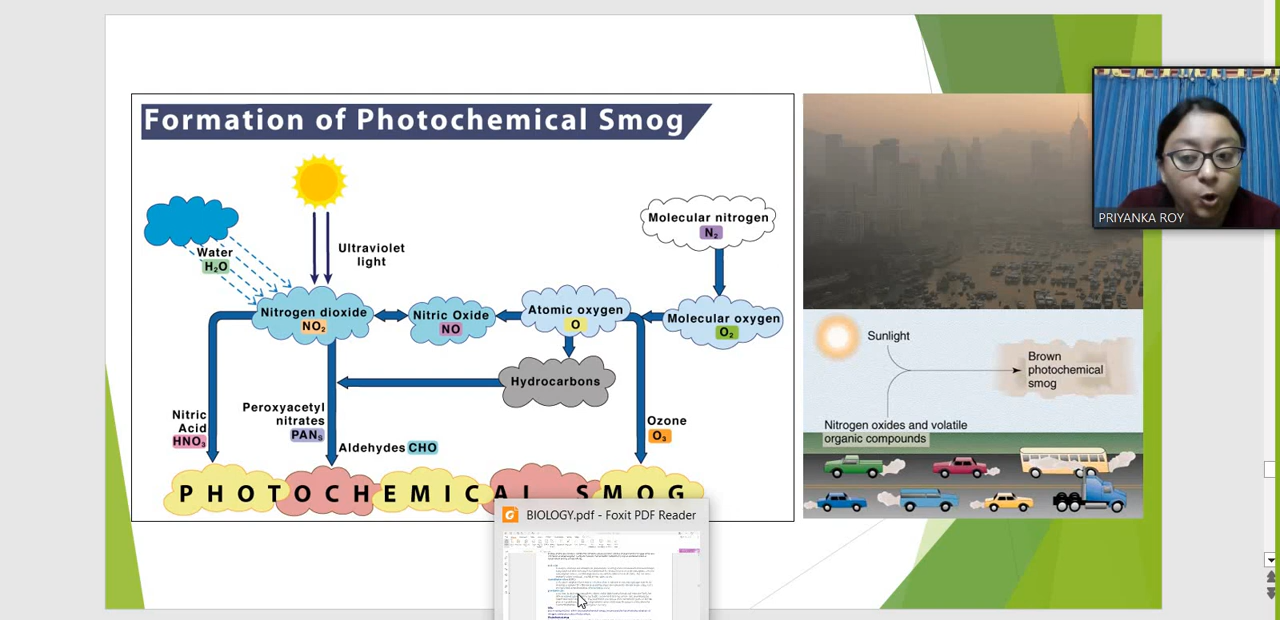 Formation of Photochemical Smog
Water
H₂O
Ultraviolet
light
Molecular nitrogen
N₂
Nitrogen dioxide
NO₂
Nitric Oxide
NO
Atomic oxygen
O
Molecular oxygen
O₂
Hydrocarbons
Nitric
Acid
HNO₃
Peroxyacetyl
nitrates
PANₛ
Aldehydes CHO
Ozone
O₃
PHOTOCHEMICAL SMOG
Sunlight
Brown
photochemical
smog
Nitrogen oxides and volatile
organic compounds
PRIYANKA ROY
BIOLOGY.pdf - Foxit PDF Reader